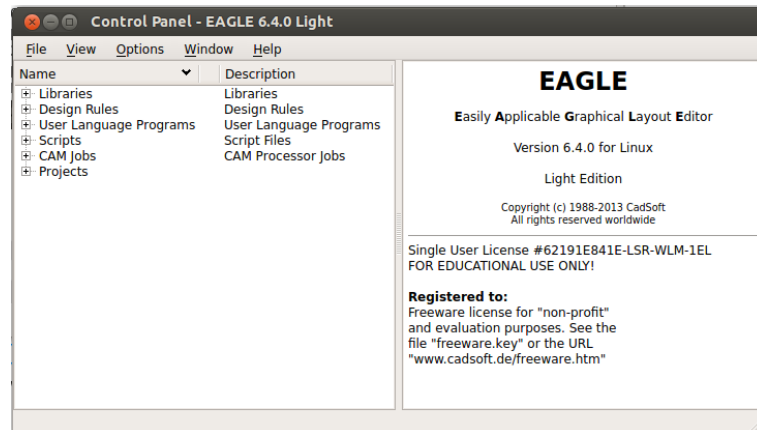 Control Panel - EAGLE 6.4.0 Light
File View Options Window Help
Name Description
Libraries Libraries
Design Rules Design Rules
User Language Programs User Language Programs
Scripts Script Files
CAM Jobs CAM Processor Jobs
Projects
EAGLE
Easily Applicable Graphical Layout Editor
Version 6.4.0 for Linux
Light Edition
Copyright (c) 1988-2013 CadSoft
All rights reserved worldwide
Single User License #62191E841E-LSR-WLM-1EL
FOR EDUCATIONAL USE ONLY!
Registered to:
Freeware license for "non-profit"
and evaluation purposes. See the
file "freeware.key" or the URL
"www.cadsoft.de/freeware.htm"